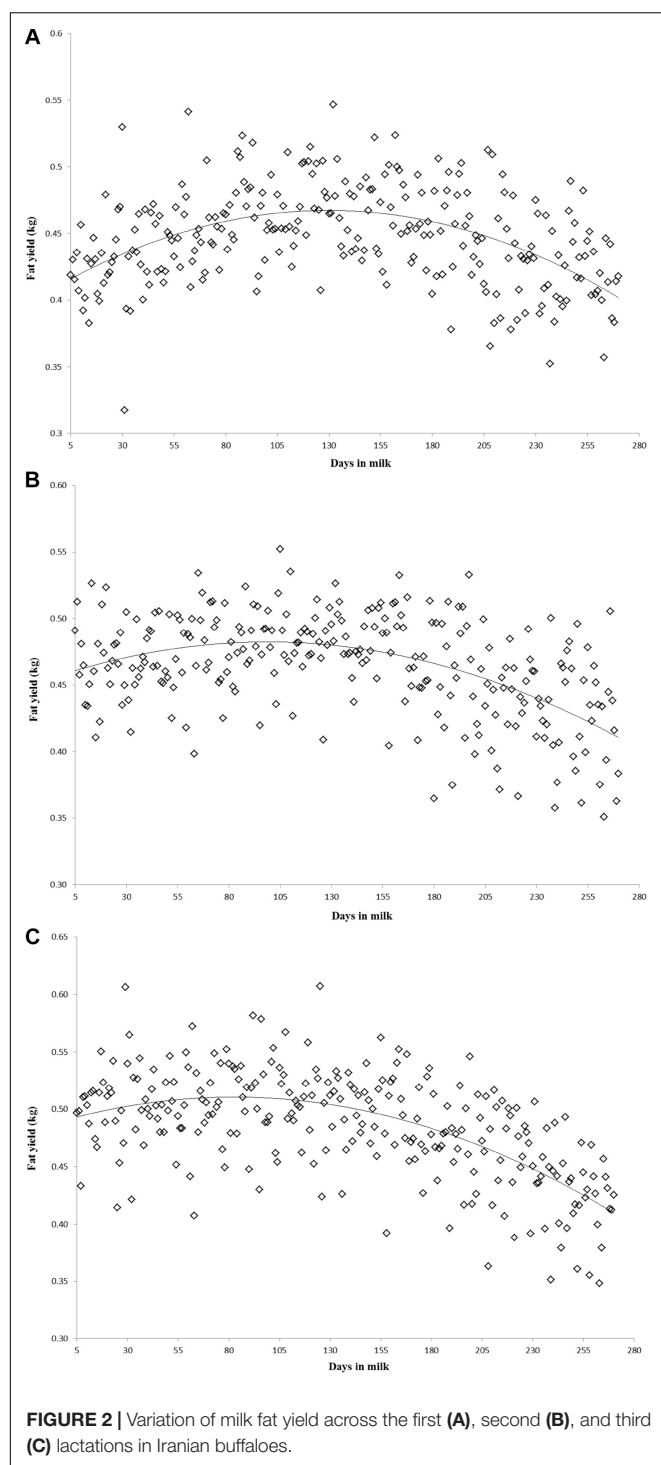 A
0.6
0.55
0.5
0.45
0.4
0.35
0.3
Fat yield (kg)
5 30 55 80 105 130 155 180 205 230 255 280
Days in milk
B
0.60
0.55
0.50
0.45
0.40
0.35
0.30
Fat yield (kg)
5 30 55 80 105 130 155 180 205 230 255 280
Days in milk
C
0.65
0.60
0.55
0.50
0.45
0.40
0.35
0.30
Fat yield (kg)
5 30 55 80 105 130 155 180 205 230 255 280
Days in milk
FIGURE 2 | Variation of milk fat yield across the first (A), second (B), and third
(C) lactations in Iranian buffaloes.